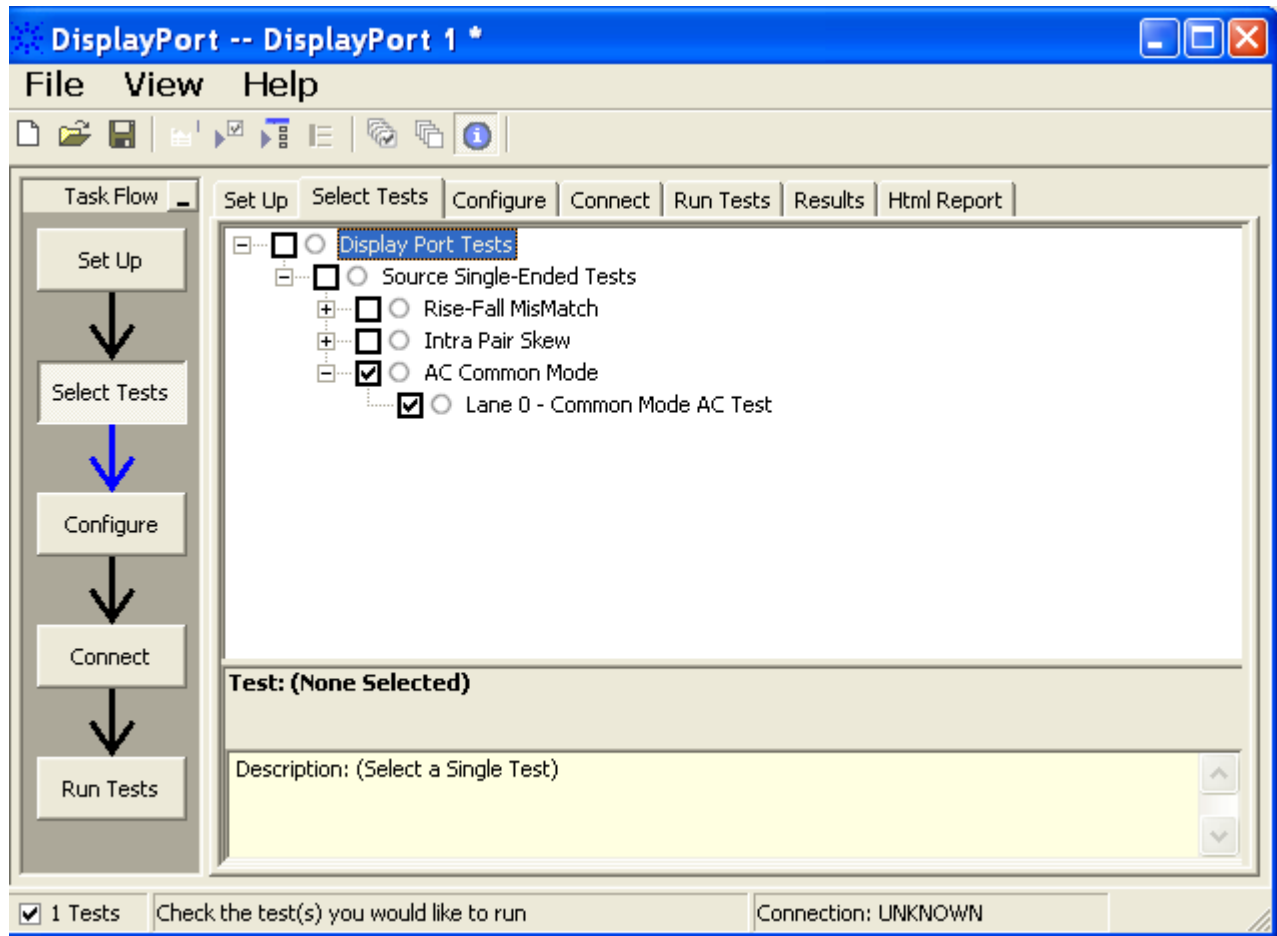 DisplayPort -- DisplayPort 1 *
File View Help
Task Flow
Set Up
Select Tests
Configure
Connect
Run Tests
Set Up Select Tests Configure Connect Run Tests Results Html Report
Display Port Tests
Source Single-Ended Tests
Rise-Fall MisMatch
Intra Pair Skew
AC Common Mode
Lane 0 - Common Mode AC Test
Test: (None Selected)
Description: (Select a Single Test)
1 Tests Check the test(s) you would like to run Connection: UNKNOWN